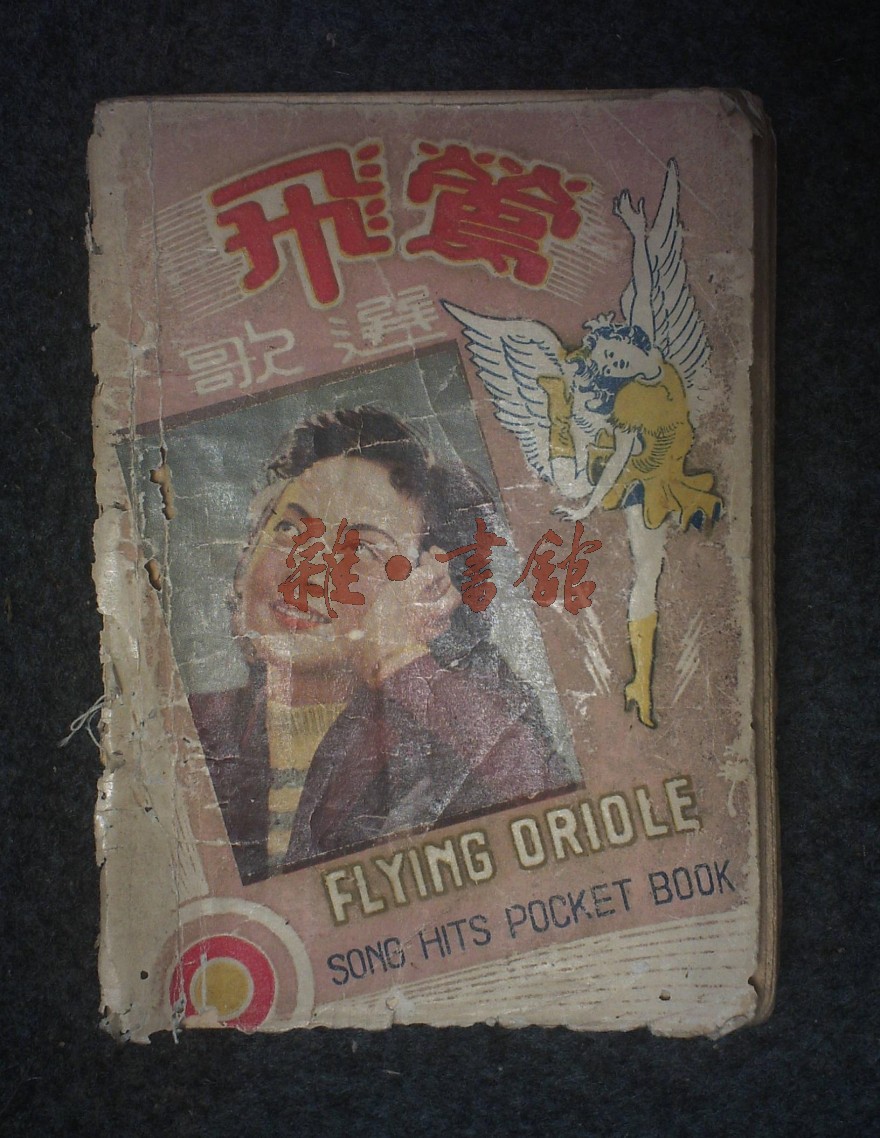 飛鶯
歌選
雜·書館
FLYING ORIOLE
SONG HITS POCKET BOOK